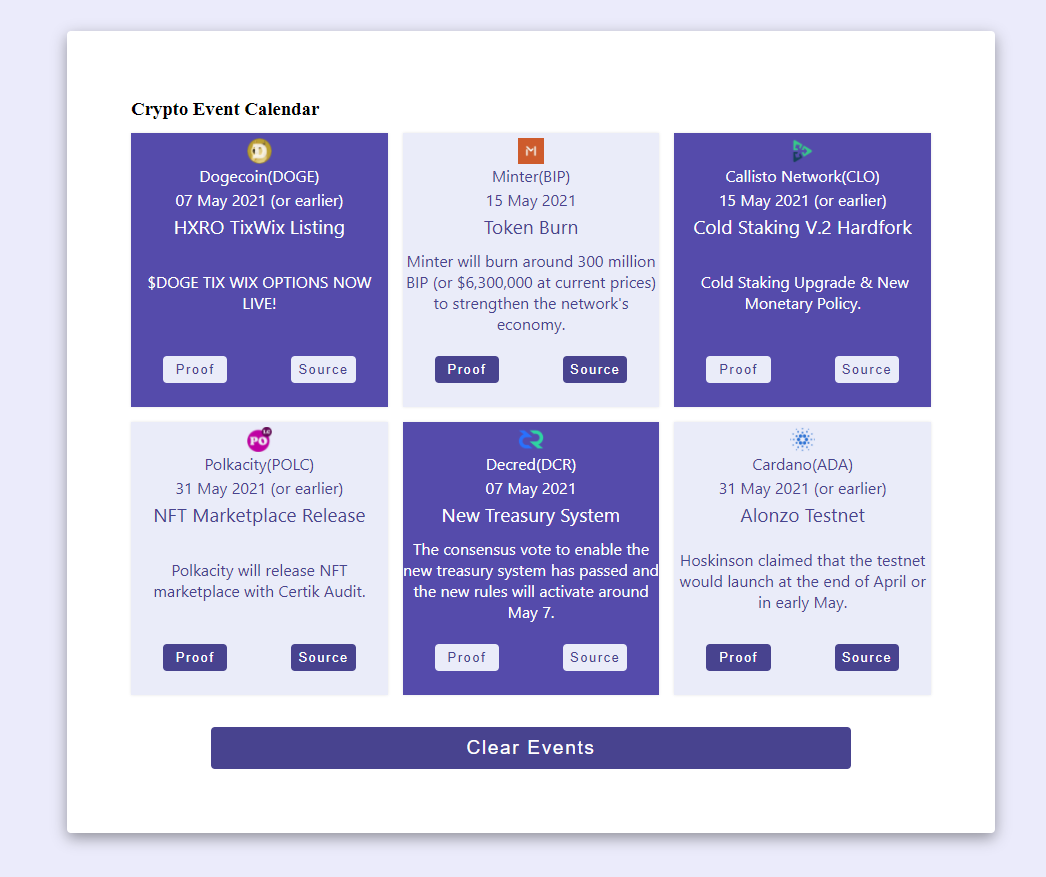 Crypto Event Calendar
Dogecoin(DOGE)
07 May 2021 (or earlier)
HXRO TixWix Listing
$DOGE TIX WIX OPTIONS NOW
LIVE!
Proof
Source
M
Minter(BIP)
15 May 2021
Token Burn
Minter will burn around 300 million
BIP (or $6,300,000 at current prices)
to strengthen the network's
economy.
Proof
Source
Callisto Network(CLO)
15 May 2021 (or earlier)
Cold Staking V.2 Hardfork
Cold Staking Upgrade & New
Monetary Policy.
Proof
Source
PO
Polkacity(POLC)
31 May 2021 (or earlier)
NFT Marketplace Release
Polkacity will release NFT
marketplace with Certik Audit.
Proof
Source
Decred(DCR)
07 May 2021
New Treasury System
The consensus vote to enable the
new treasury system has passed and
the new rules will activate around
May 7.
Proof
Source
Cardano(ADA)
31 May 2021 (or earlier)
Alonzo Testnet
Hoskinson claimed that the testnet
would launch at the end of April or
in early May.
Proof
Source
Clear Events